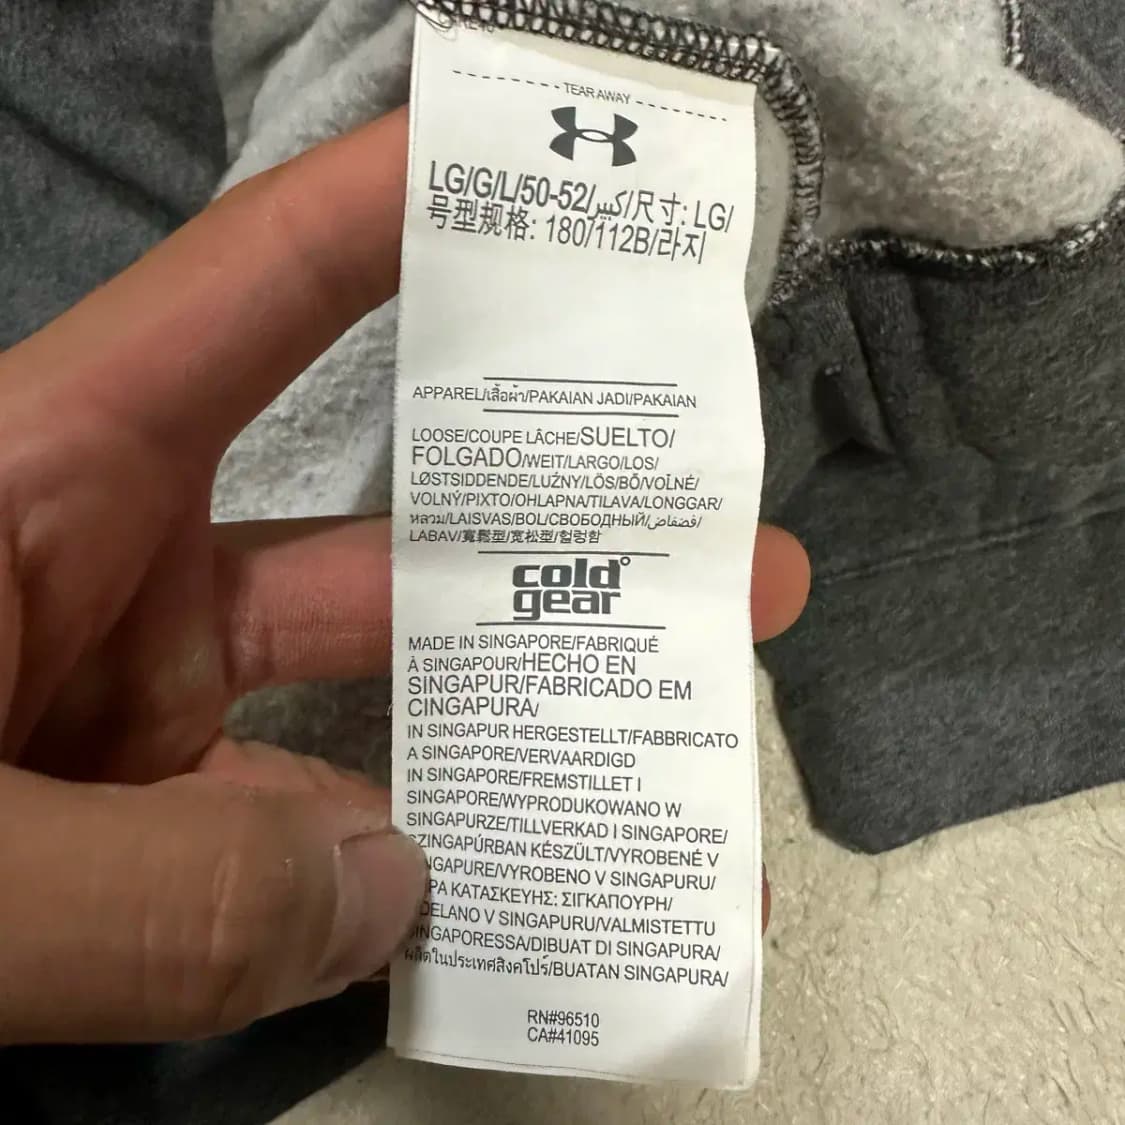 TEAR AWAY
LG/G/L/50-52/كبير/尺寸: LG/
号型规格: 180/112B/라지
APPAREL/เสื้อผ้า/PAKAIAN JADI/PAKAIAN
LOOSE/COUPE LÂCHE/SUELTO/
FOLGADO/WEIT/LARGO/LOS/
LØSTSIDDENDE/LUŹNY/LÖS/BŐ/VOĽNÉ/
VOLNÝ/ΡΙΧΤΟ/OHLAPNA/TILAVA/LONGGAR/
หลวม/LAISVAS/BOL/СВОБОДНЫЙ/فضفاض/
LABAV/寬鬆型/宽松型/헐렁함
cold°
gear
MADE IN SINGAPORE/FABRIQUÉ
À SINGAPOUR/HECHO EN
SINGAPUR/FABRICADO EM
CINGAPURA/
IN SINGAPUR HERGESTELLT/FABBRICATO
A SINGAPORE/VERVAARDIGD
IN SINGAPORE/FREMSTILLET I
SINGAPORE/WYPRODUKOWANO W
SINGAPURZE/TILLVERKAD I SINGAPORE/
SZINGAPÚRBAN KÉSZÜLT/VYROBENÉ V
NGAPURE/VYROBENO V SINGAPURU/
ΡΑ ΚΑΤΑΣΚΕΥΗΣ: ΣΙΓΚΑΠΟΥΡΗ/
DELANO V SINGAPURU/VALMISTETTU
SINGAPORESSA/DIBUAT DI SINGAPURA/
ผลิตในประเทศสิงคโปร์/BUATAN SINGAPURA/
RN#96510
CA#41095